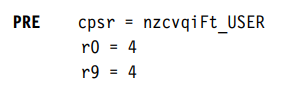 PRE cpsr = nzcvqiFt_USER
r0 = 4
r9 = 4